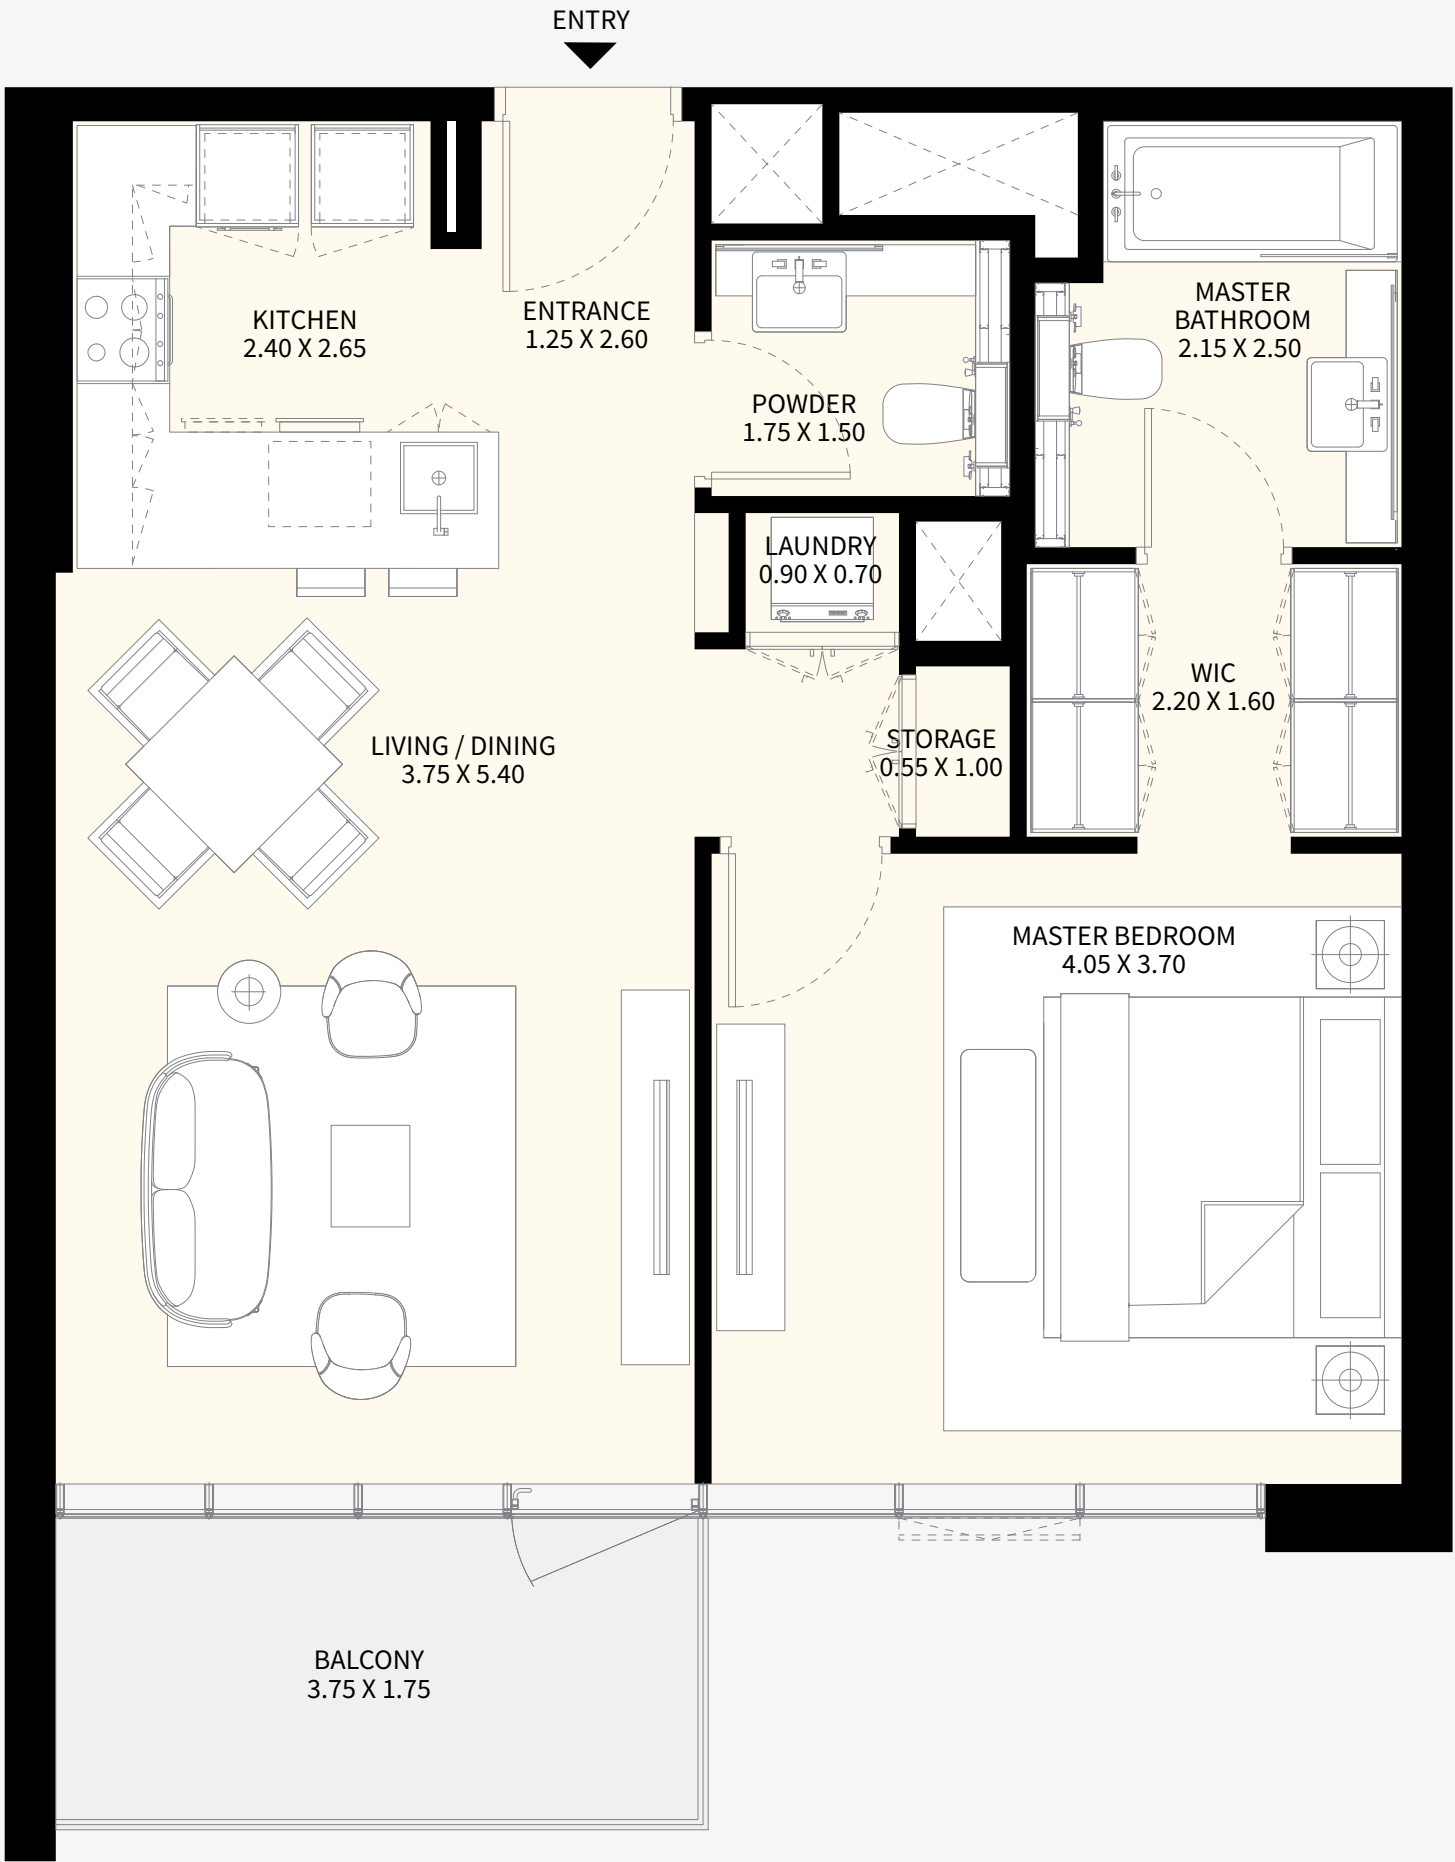 ENTRY
KITCHEN
2.40 X 2.65
ENTRANCE
1.25 X 2.60
POWDER
1.75 X 1.50
MASTER
BATHROOM
2.15 X 2.50
LAUNDRY
0.90 X 0.70
WIC
2.20 X 1.60
STORAGE
0.55 X 1.00
LIVING / DINING
3.75 X 5.40
MASTER BEDROOM
4.05 X 3.70
BALCONY
3.75 X 1.75